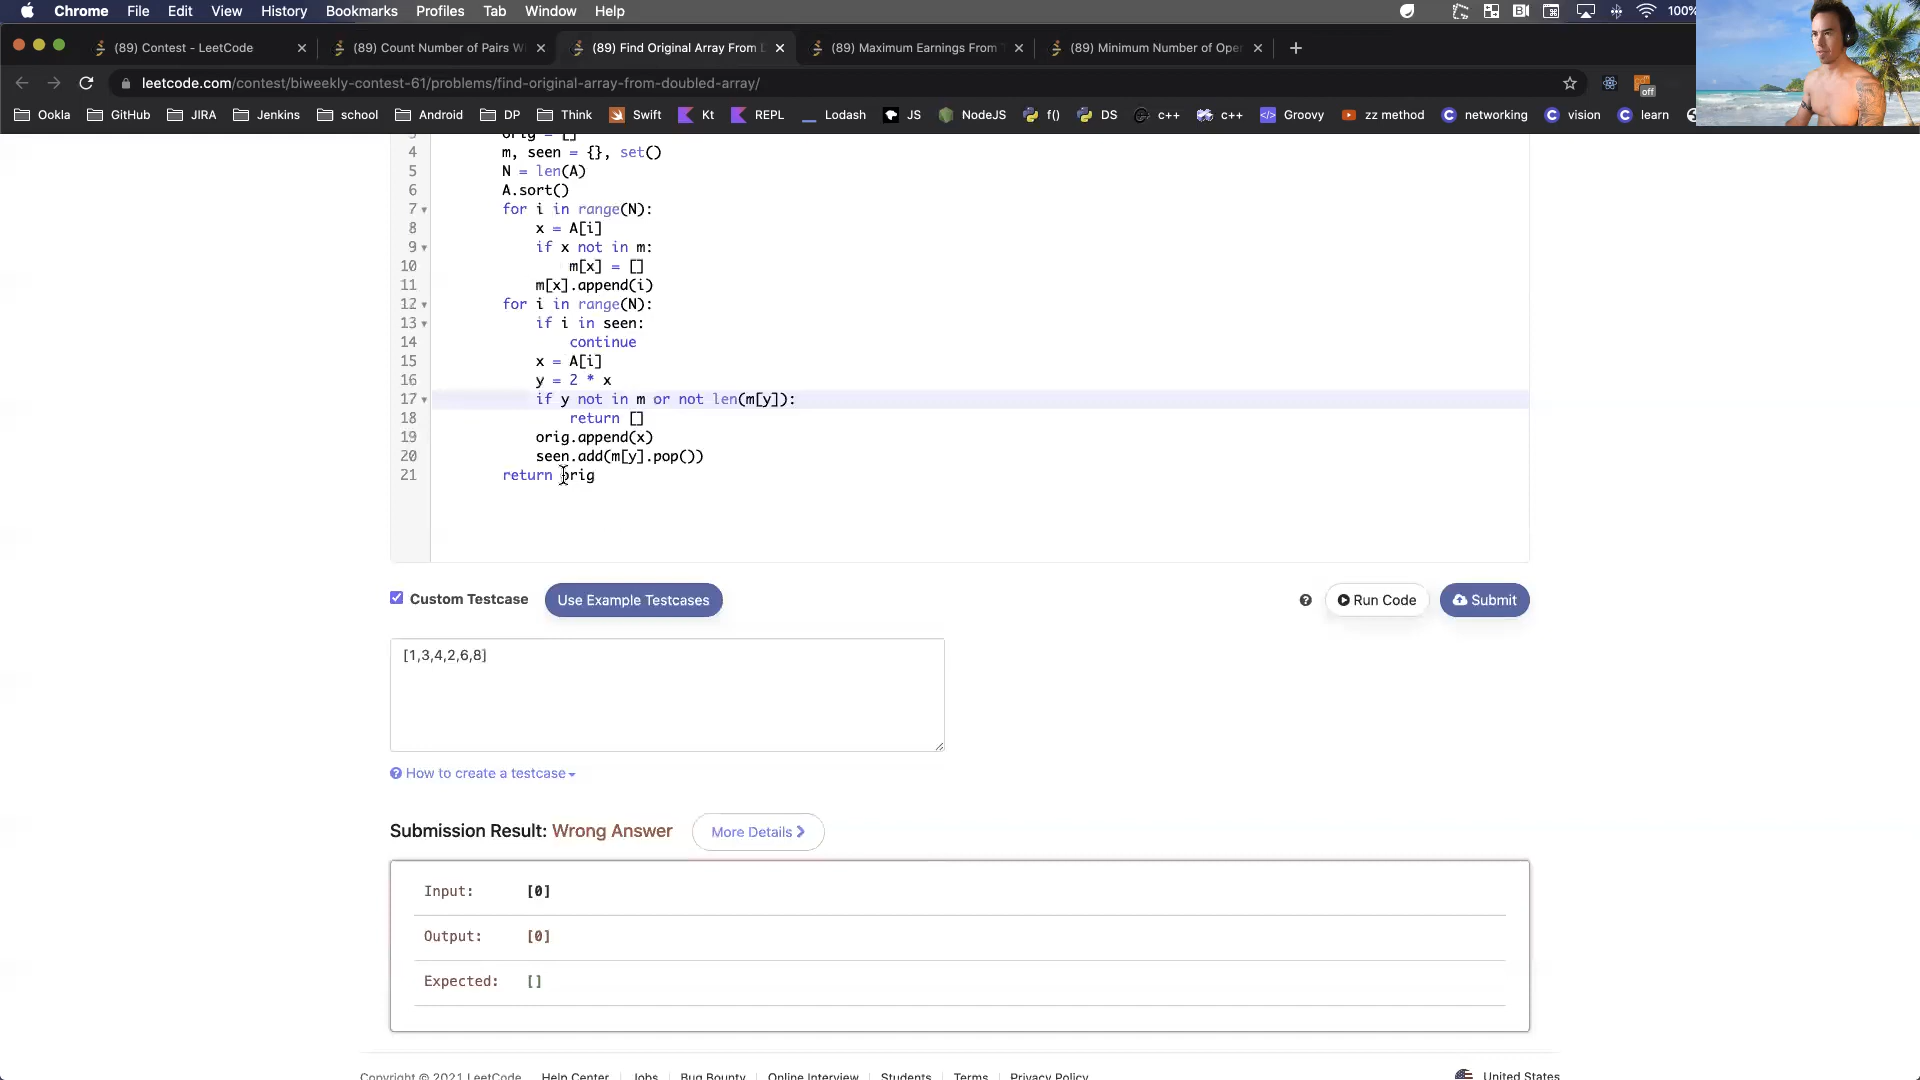 Chrome File Edit View History Bookmarks Profiles Tab Window Help 100%
(89) Contest - LeetCode (89) Count Number of Pairs W (89) Find Original Array From D (89) Maximum Earnings From T (89) Minimum Number of Oper
leetcode.com/contest/biweekly-contest-61/problems/find-original-array-from-doubled-array/ off
Ookla GitHub JIRA Jenkins school Android DP Think Swift Kt REPL Lodash JS NodeJS f() DS c++ c++ Groovy zz method networking vision learn
3 orig = []
4 m, seen = {}, set()
5 N = len(A)
6 A.sort()
7 for i in range(N):
8 x = A[i]
9 if x not in m:
10 m[x] = []
11 m[x].append(i)
12 for i in range(N):
13 if i in seen:
14 continue
15 x = A[i]
16 y = 2 * x
17 if y not in m or not len(m[y]):
18 return []
19 orig.append(x)
20 seen.add(m[y].pop())
21 return orig
Custom Testcase Use Example Testcases Run Code Submit
[1,3,4,2,6,8]
How to create a testcase
Submission Result: Wrong Answer More Details
Input: [0]
Output: [0]
Expected: []
Copyright © 2021 LeetCode Help Center Jobs Bug Bounty Online Interview Students Terms Privacy Policy United States